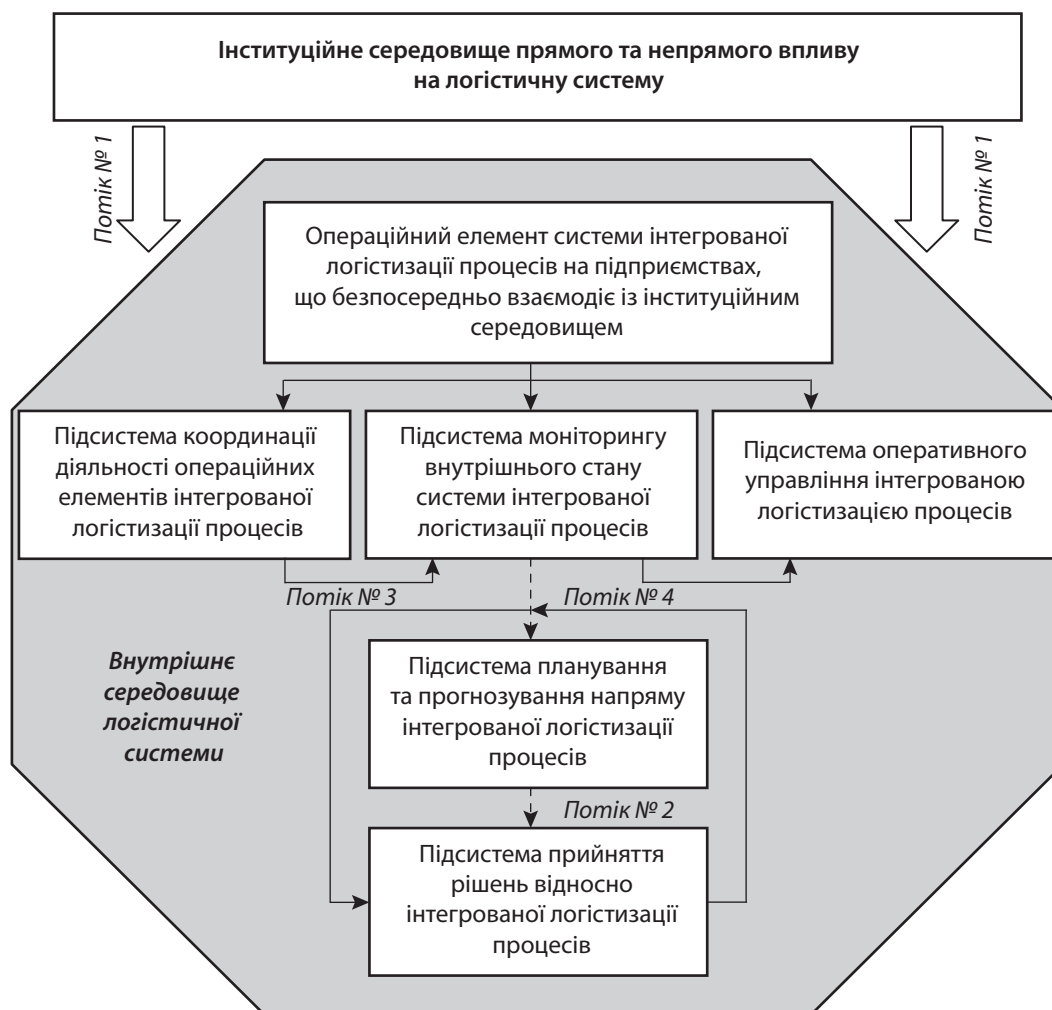 Інституційне середовище прямого та непрямого впливу
на логістичну систему
Потік № 1
Потік № 1
Операційний елемент системи інтегрованої
логістизації процесів на підприємствах,
що безпосередньо взаємодіє із інституційним
середовищем
Підсистема координації
діяльності операційних
елементів інтегрованої
логістизації процесів
Підсистема моніторингу
внутрішнього стану
системи інтегрованої
логістизації процесів
Підсистема оперативного
управління інтегрованою
логістизацією процесів
Потік № 3
Потік № 4
Внутрішнє
середовище
логістичної
системи
Підсистема планування
та прогнозування напряму
інтегрованої логістизації
процесів
Потік № 2
Підсистема прийняття
рішень відносно
інтегрованої логістизації
процесів